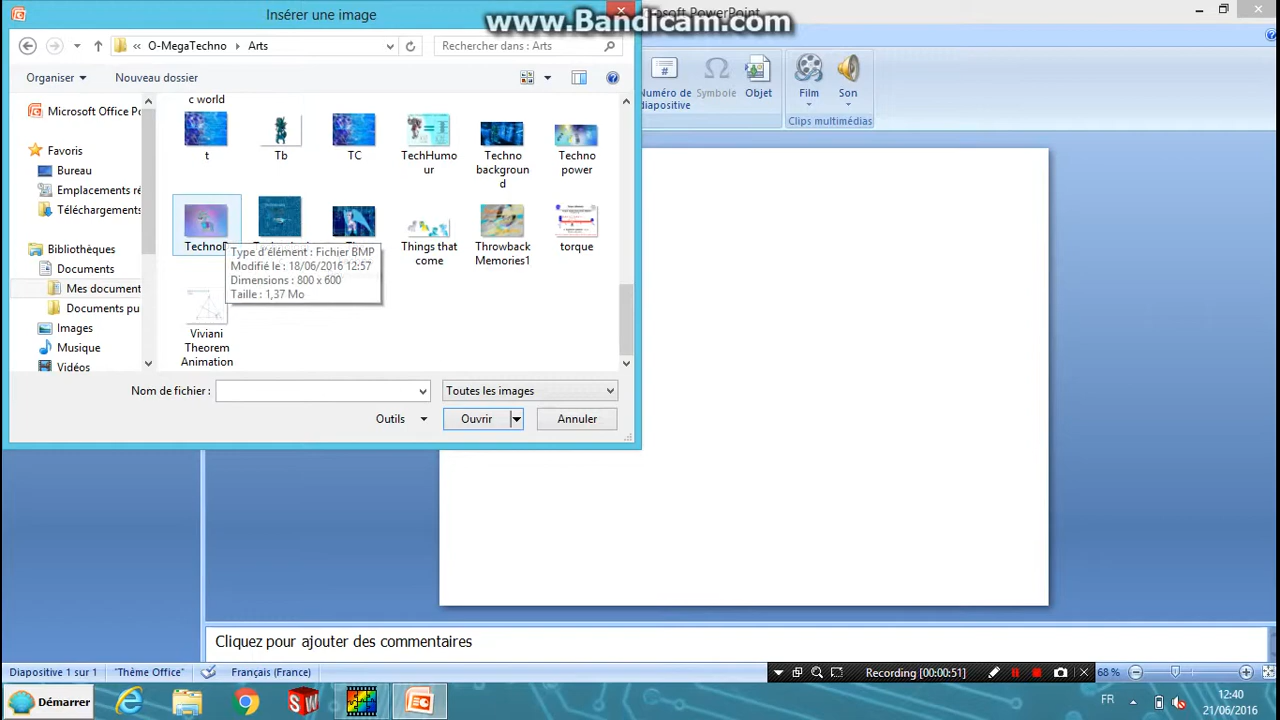 Insérer une image
www.Bandicam.com
Microsoft PowerPoint
O-MegaTechno
Arts
Rechercher dans : Arts
Organiser
Nouveau dossier
Microsoft Office Po
Favoris
Bureau
Emplacements ré
Téléchargements
Bibliothèques
Documents
Mes document
Documents pu
Images
Musique
Vidéos
c world
t
Tb
TC
TechHumour
Techno background
Techno power
Things that come
Throwback Memories1
torque
Type d'élément : Fichier BMP
Modifié le : 18/06/2016 12:57
Dimensions : 800 x 600
Taille : 1,37 Mo
Viviani Theorem Animation
Nom de fichier :
Toutes les images
Outils
Ouvrir
Annuler
Numéro de diapositive
Symbole
Objet
Film
Son
Clips multimédias
Cliquez pour ajouter des commentaires
Diapositive 1 sur 1
"Thème Office"
Français (France)
Recording [00:00:51]
68 %
Démarrer
FR
12:40
21/06/2016